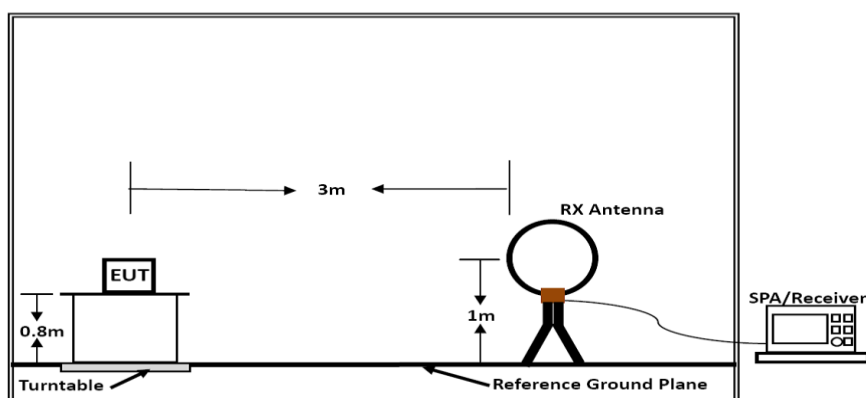 3m
RX Antenna
EUT
SPA/Receiver
0.8m
1m
Turntable
Reference Ground Plane